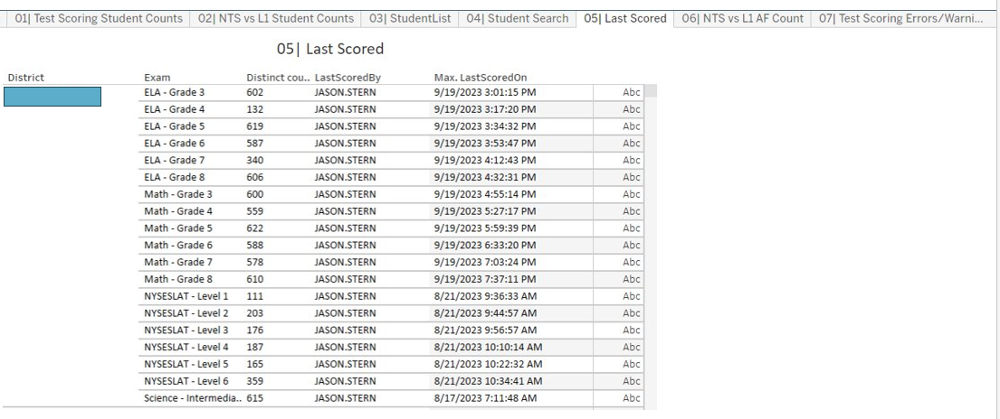 01| Test Scoring Student Counts 02| NTS vs L1 Student Counts 03| StudentList 04| Student Search 05| Last Scored 06| NTS vs L1 AF Count 07| Test Scoring Errors/Warni...
05| Last Scored
District Exam Distinct cou.. LastScoredBy Max. LastScoredOn
ELA - Grade 3 602 JASON.STERN 9/19/2023 3:01:15 PM Abc
ELA - Grade 4 132 JASON.STERN 9/19/2023 3:17:20 PM Abc
ELA - Grade 5 619 JASON.STERN 9/19/2023 3:34:32 PM Abc
ELA - Grade 6 587 JASON.STERN 9/19/2023 3:53:47 PM Abc
ELA - Grade 7 340 JASON.STERN 9/19/2023 4:12:43 PM Abc
ELA - Grade 8 606 JASON.STERN 9/19/2023 4:32:31 PM Abc
Math - Grade 3 600 JASON.STERN 9/19/2023 4:55:14 PM Abc
Math - Grade 4 559 JASON.STERN 9/19/2023 5:27:17 PM Abc
Math - Grade 5 622 JASON.STERN 9/19/2023 5:59:39 PM Abc
Math - Grade 6 588 JASON.STERN 9/19/2023 6:33:20 PM Abc
Math - Grade 7 578 JASON.STERN 9/19/2023 7:03:24 PM Abc
Math - Grade 8 610 JASON.STERN 9/19/2023 7:37:11 PM Abc
NYSESLAT - Level 1 111 JASON.STERN 8/21/2023 9:36:33 AM Abc
NYSESLAT - Level 2 203 JASON.STERN 8/21/2023 9:44:57 AM Abc
NYSESLAT - Level 3 176 JASON.STERN 8/21/2023 9:56:57 AM Abc
NYSESLAT - Level 4 187 JASON.STERN 8/21/2023 10:10:14 AM Abc
NYSESLAT - Level 5 165 JASON.STERN 8/21/2023 10:22:32 AM Abc
NYSESLAT - Level 6 359 JASON.STERN 8/21/2023 10:34:41 AM Abc
Science - Intermedia.. 615 JASON.STERN 8/17/2023 7:11:48 AM Abc